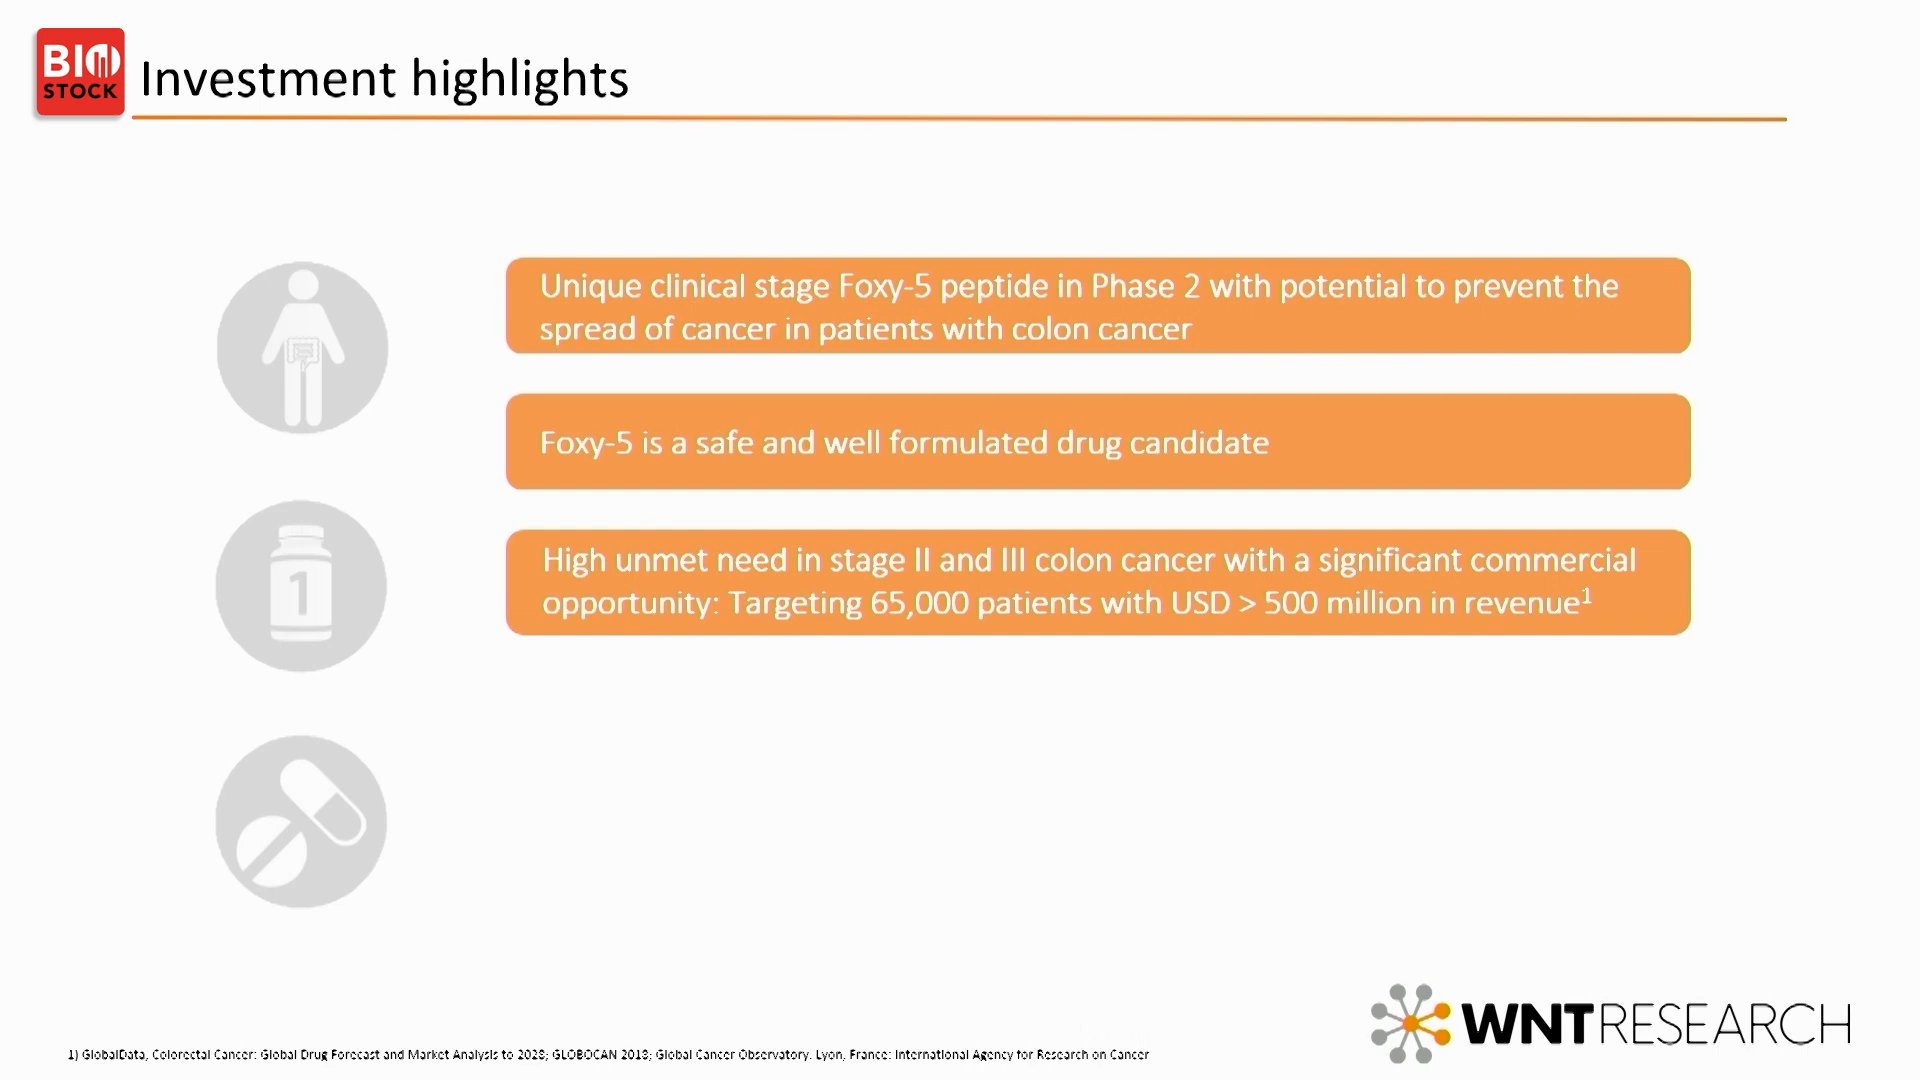 BIO
STOCK
Investment highlights
Unique clinical stage Foxy-5 peptide in Phase 2 with potential to prevent the
spread of cancer in patients with colon cancer
Foxy-5 is a safe and well formulated drug candidate
1
High unmet need in stage II and III colon cancer with a significant commercial
opportunity: Targeting 65,000 patients with USD > 500 million in revenue¹
WNTRESEARCH
1) GlobalData, Colorectal Cancer: Global Drug Forecast and Market Analysis to 2028; GLOBOCAN 2018; Global Cancer Observatory. Lyon, France: International Agency for Research on Cancer